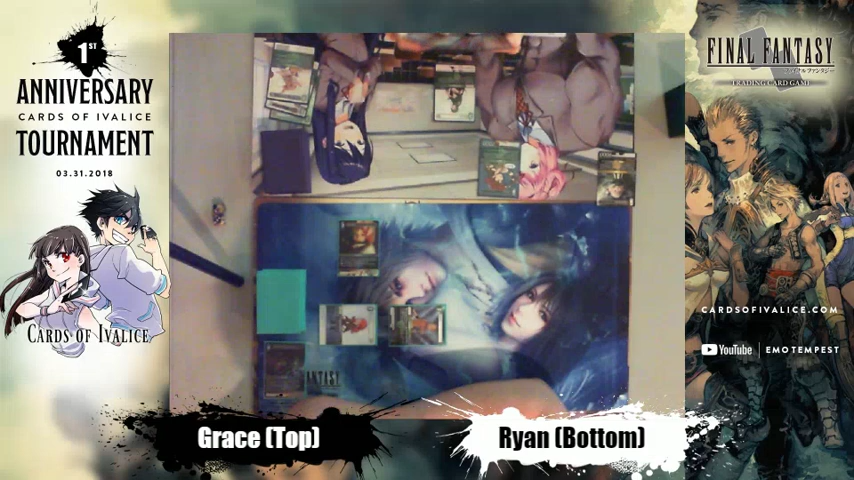 1ST
ANNIVERSARY
CARDS OF IVALICE
TOURNAMENT
03.31.2018
CARDS OF IVALICE
FINAL FANTASY
TRADING CARD GAME
CARDSOFIVALICE.COM
YouTube | EMOTEMPEST
Grace (Top)
Ryan (Bottom)